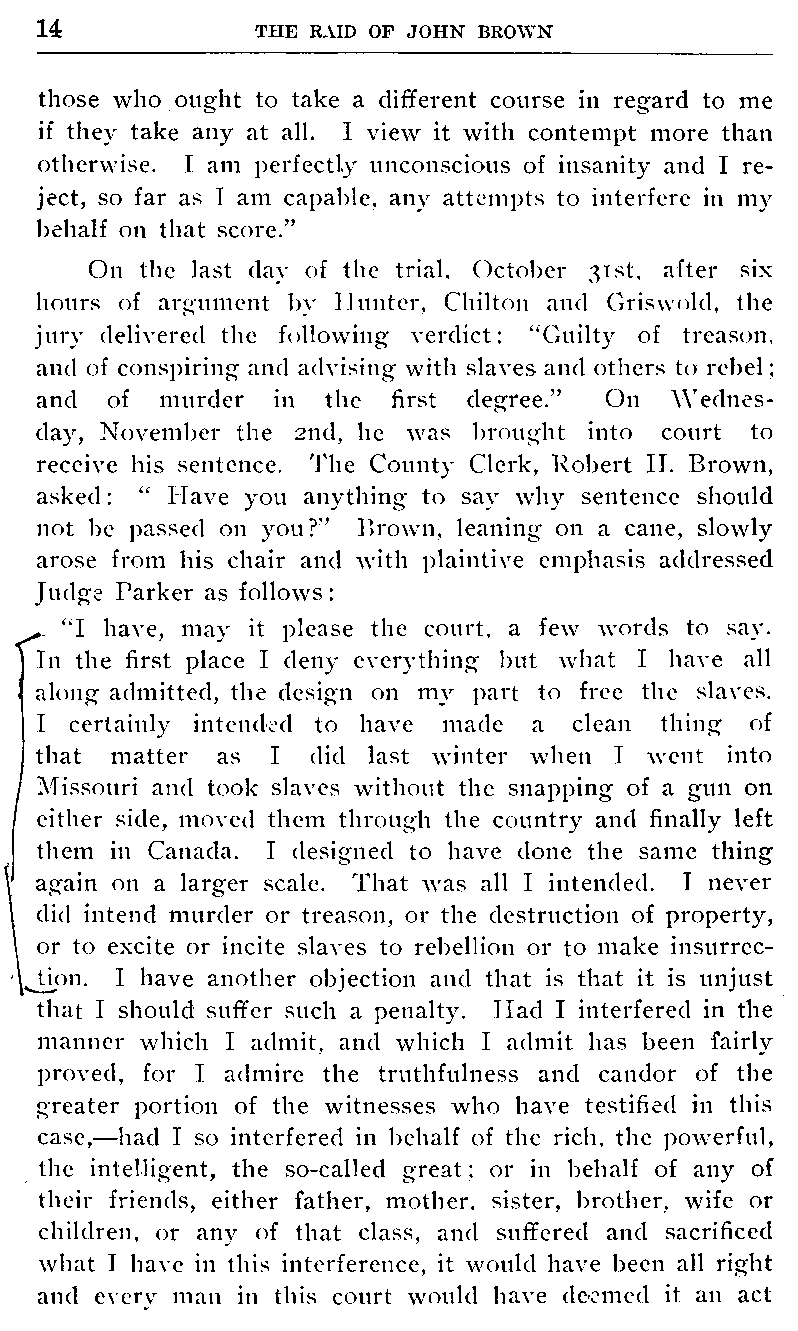 14 THE RAID OF JOHN BROWN
those who ought to take a different course in regard to me
if they take any at all. I view it with contempt more than
otherwise. I am perfectly unconscious of insanity and I re-
ject, so far as I am capable, any attempts to interfere in my
behalf on that score.”
On the last day of the trial, October 31st, after six
hours of argument by Hunter, Chilton and Griswold, the
jury delivered the following verdict: “Guilty of treason,
and of conspiring and advising with slaves and others to rebel;
and of murder in the first degree.” On Wednes-
day, November the 2nd, he was brought into court to
receive his sentence. The County Clerk, Robert H. Brown,
asked: “ Have you anything to say why sentence should
not be passed on you?” Brown, leaning on a cane, slowly
arose from his chair and with plaintive emphasis addressed
Judge Parker as follows:
“I have, may it please the court, a few words to say.
In the first place I deny everything but what I have all
along admitted, the design on my part to free the slaves.
I certainly intended to have made a clean thing of
that matter as I did last winter when I went into
Missouri and took slaves without the snapping of a gun on
either side, moved them through the country and finally left
them in Canada. I designed to have done the same thing
again on a larger scale. That was all I intended. I never
did intend murder or treason, or the destruction of property,
or to excite or incite slaves to rebellion or to make insurrec-
tion. I have another objection and that is that it is unjust
that I should suffer such a penalty. Had I interfered in the
manner which I admit, and which I admit has been fairly
proved, for I admire the truthfulness and candor of the
greater portion of the witnesses who have testified in this
case,—had I so interfered in behalf of the rich, the powerful,
the intelligent, the so-called great; or in behalf of any of
their friends, either father, mother, sister, brother, wife or
children, or any of that class, and suffered and sacrificed
what I have in this interference, it would have been all right
and every man in this court would have deemed it an act